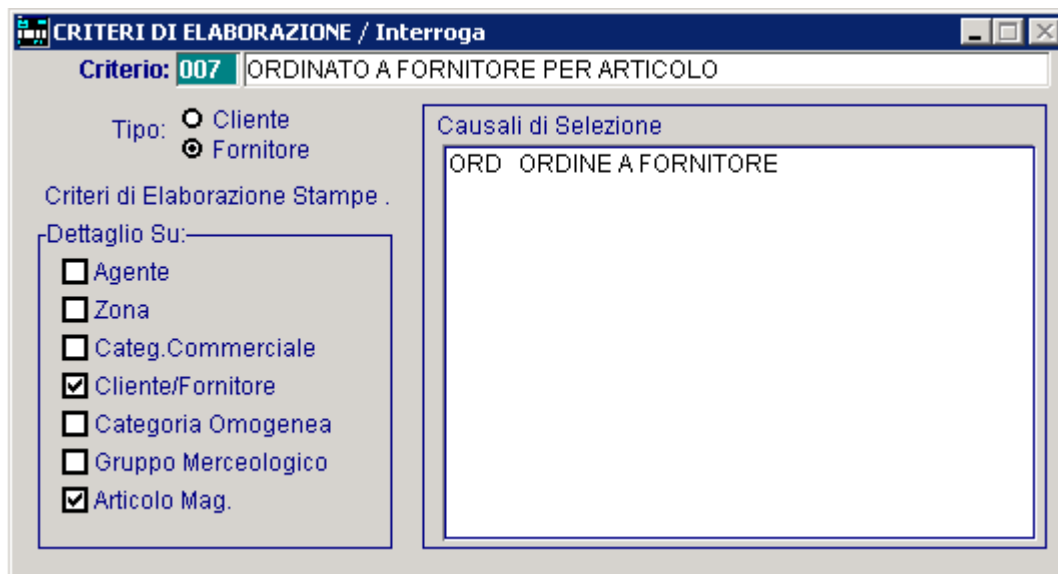 CRITERI DI ELABORAZIONE / Interroga
Criterio: 007 ORDINATO A FORNITORE PER ARTICOLO
Tipo:
Cliente
Fornitore
Criteri di Elaborazione Stampe .
Dettaglio Su:
Agente
Zona
Categ.Commerciale
Cliente/Fornitore
Categoria Omogenea
Gruppo Merceologico
Articolo Mag.
Causali di Selezione
ORD ORDINE A FORNITORE